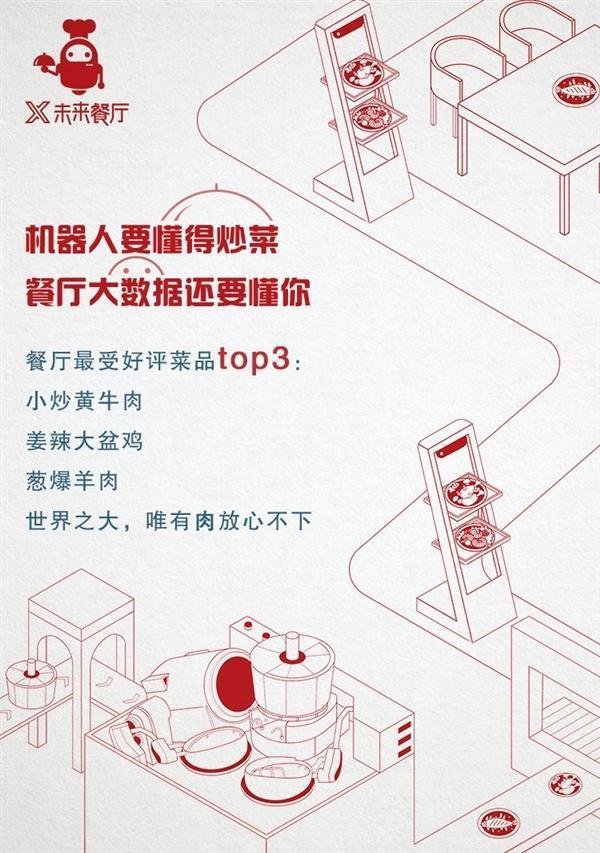 X未来餐厅
机器人要懂得炒菜
餐厅大数据还要懂你
餐厅最受好评菜品top3：
小炒黄牛肉
姜辣大盆鸡
葱爆羊肉
世界之大，唯有肉放心不下